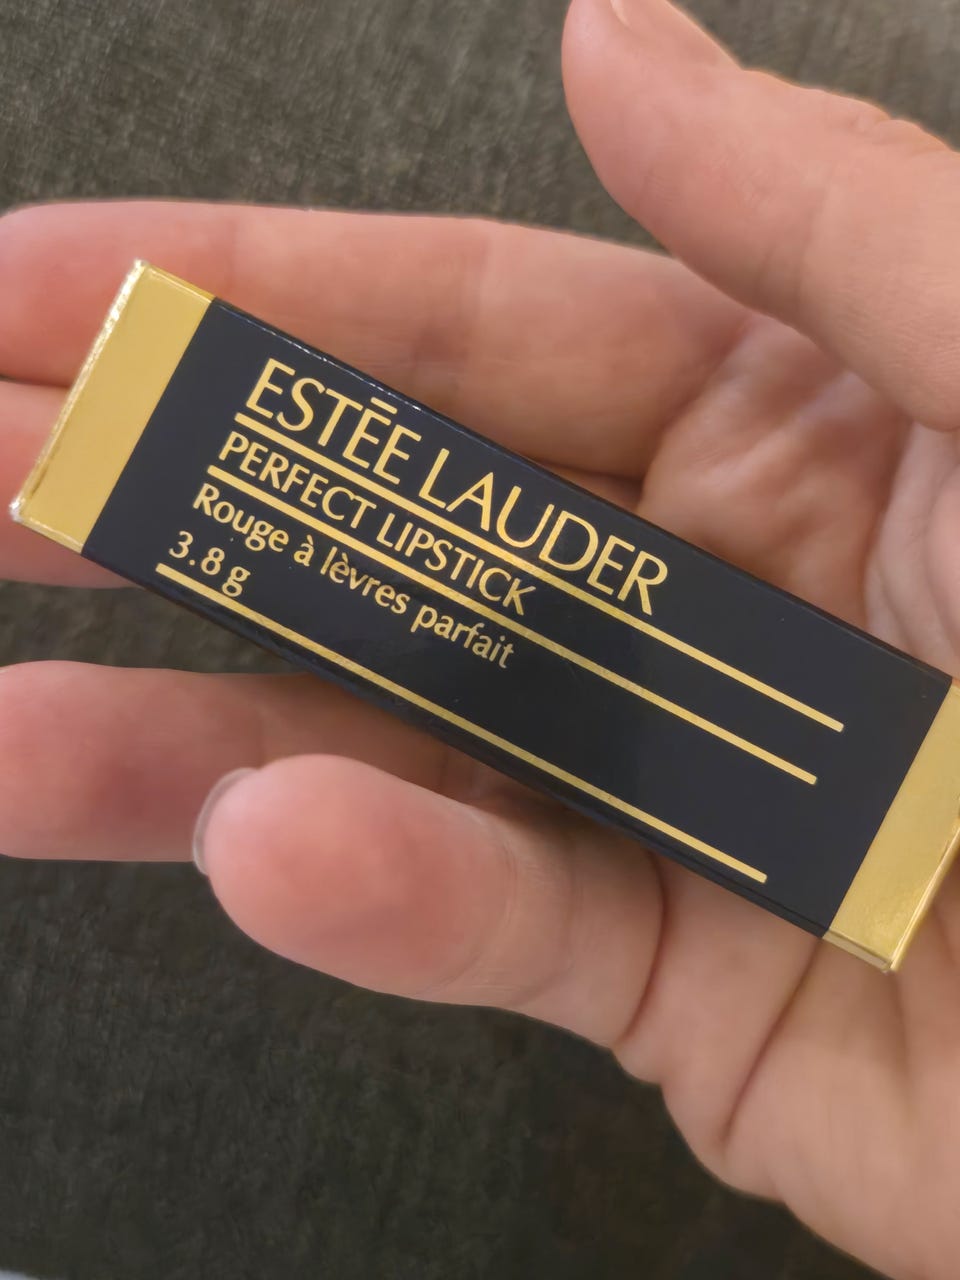 ESTĒE LAUDER
PERFECT LIPSTICK
Rouge à lèvres parfait
3.8 g